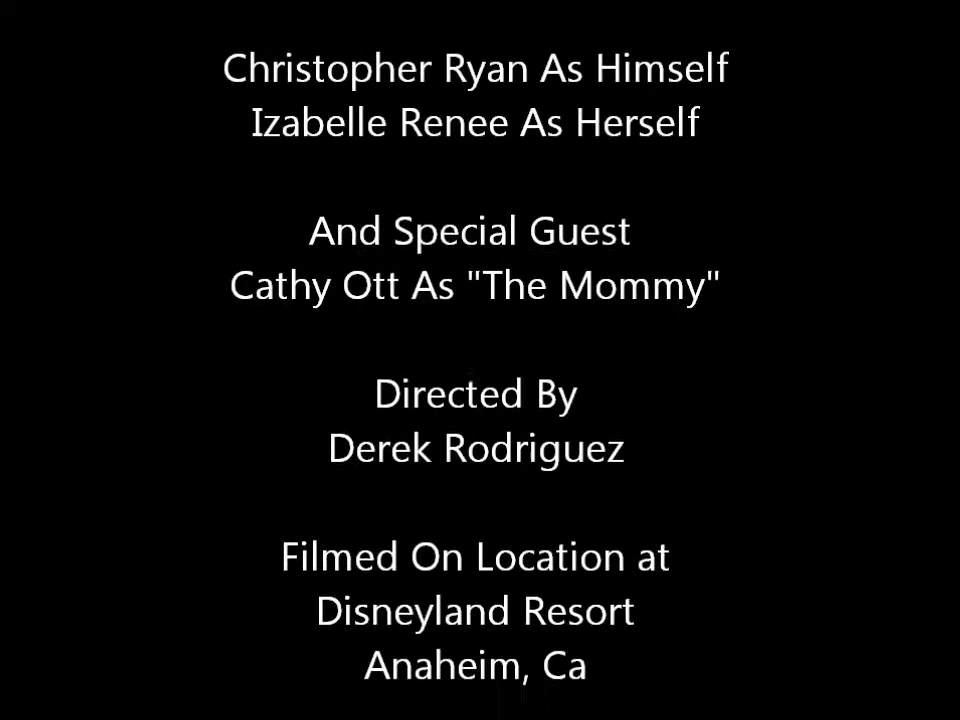 Christopher Ryan As Himself
Izabelle Renee As Herself
And Special Guest
Cathy Ott As "The Mommy"
Directed By
Derek Rodriguez
Filmed On Location at
Disneyland Resort
Anaheim, Ca